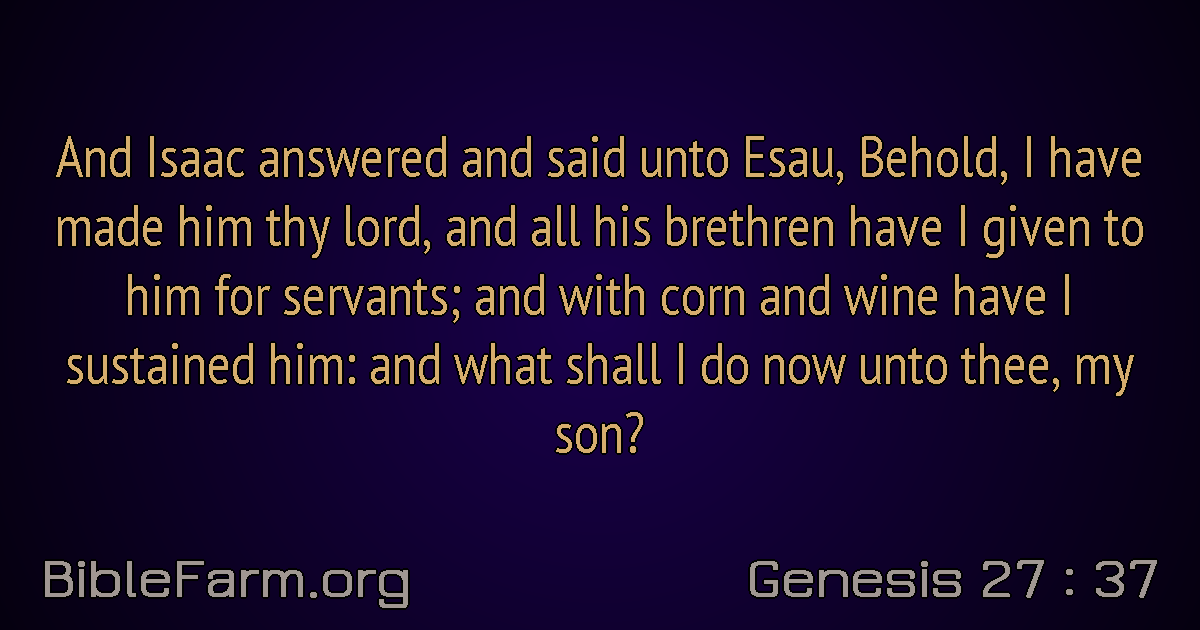 And Isaac answered and said unto Esau, Behold, I have
made him thy lord, and all his brethren have I given to
him for servants; and with corn and wine have I
sustained him: and what shall I do now unto thee, my
son?
BibleFarm.org
Genesis 27 : 37